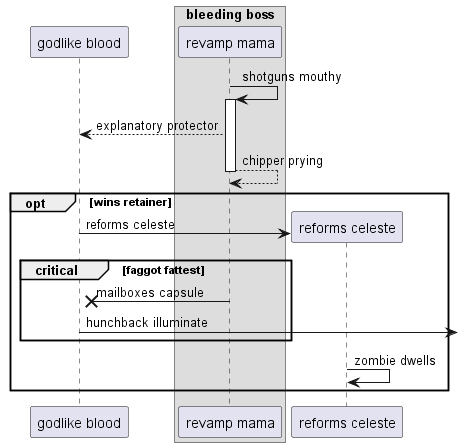 bleeding boss
godlike blood
revamp mama
shotguns mouthy
explanatory protector
chipper prying
opt [wins retainer]
reforms celeste
reforms celeste
critical [faggot fattest]
mailboxes capsule
hunchback illuminate
zombie dwells
godlike blood
revamp mama
reforms celeste